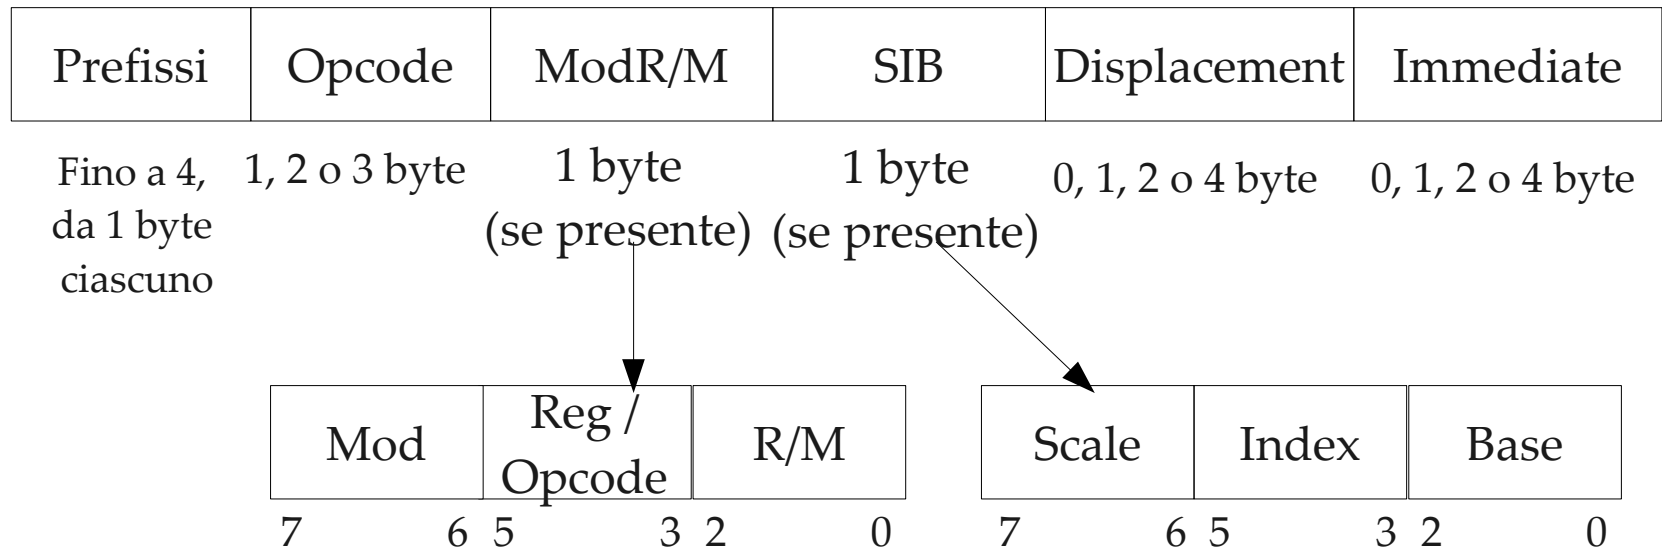 Prefissi Opcode ModR/M SIB Displacement Immediate
Fino a 4,
da 1 byte
ciascuno
1, 2 o 3 byte
1 byte
(se presente)
1 byte
(se presente)
0, 1, 2 o 4 byte
0, 1, 2 o 4 byte
Mod
Reg /
Opcode
R/M
Scale Index Base
7 6 5 3 2 0
7 6 5 3 2 0